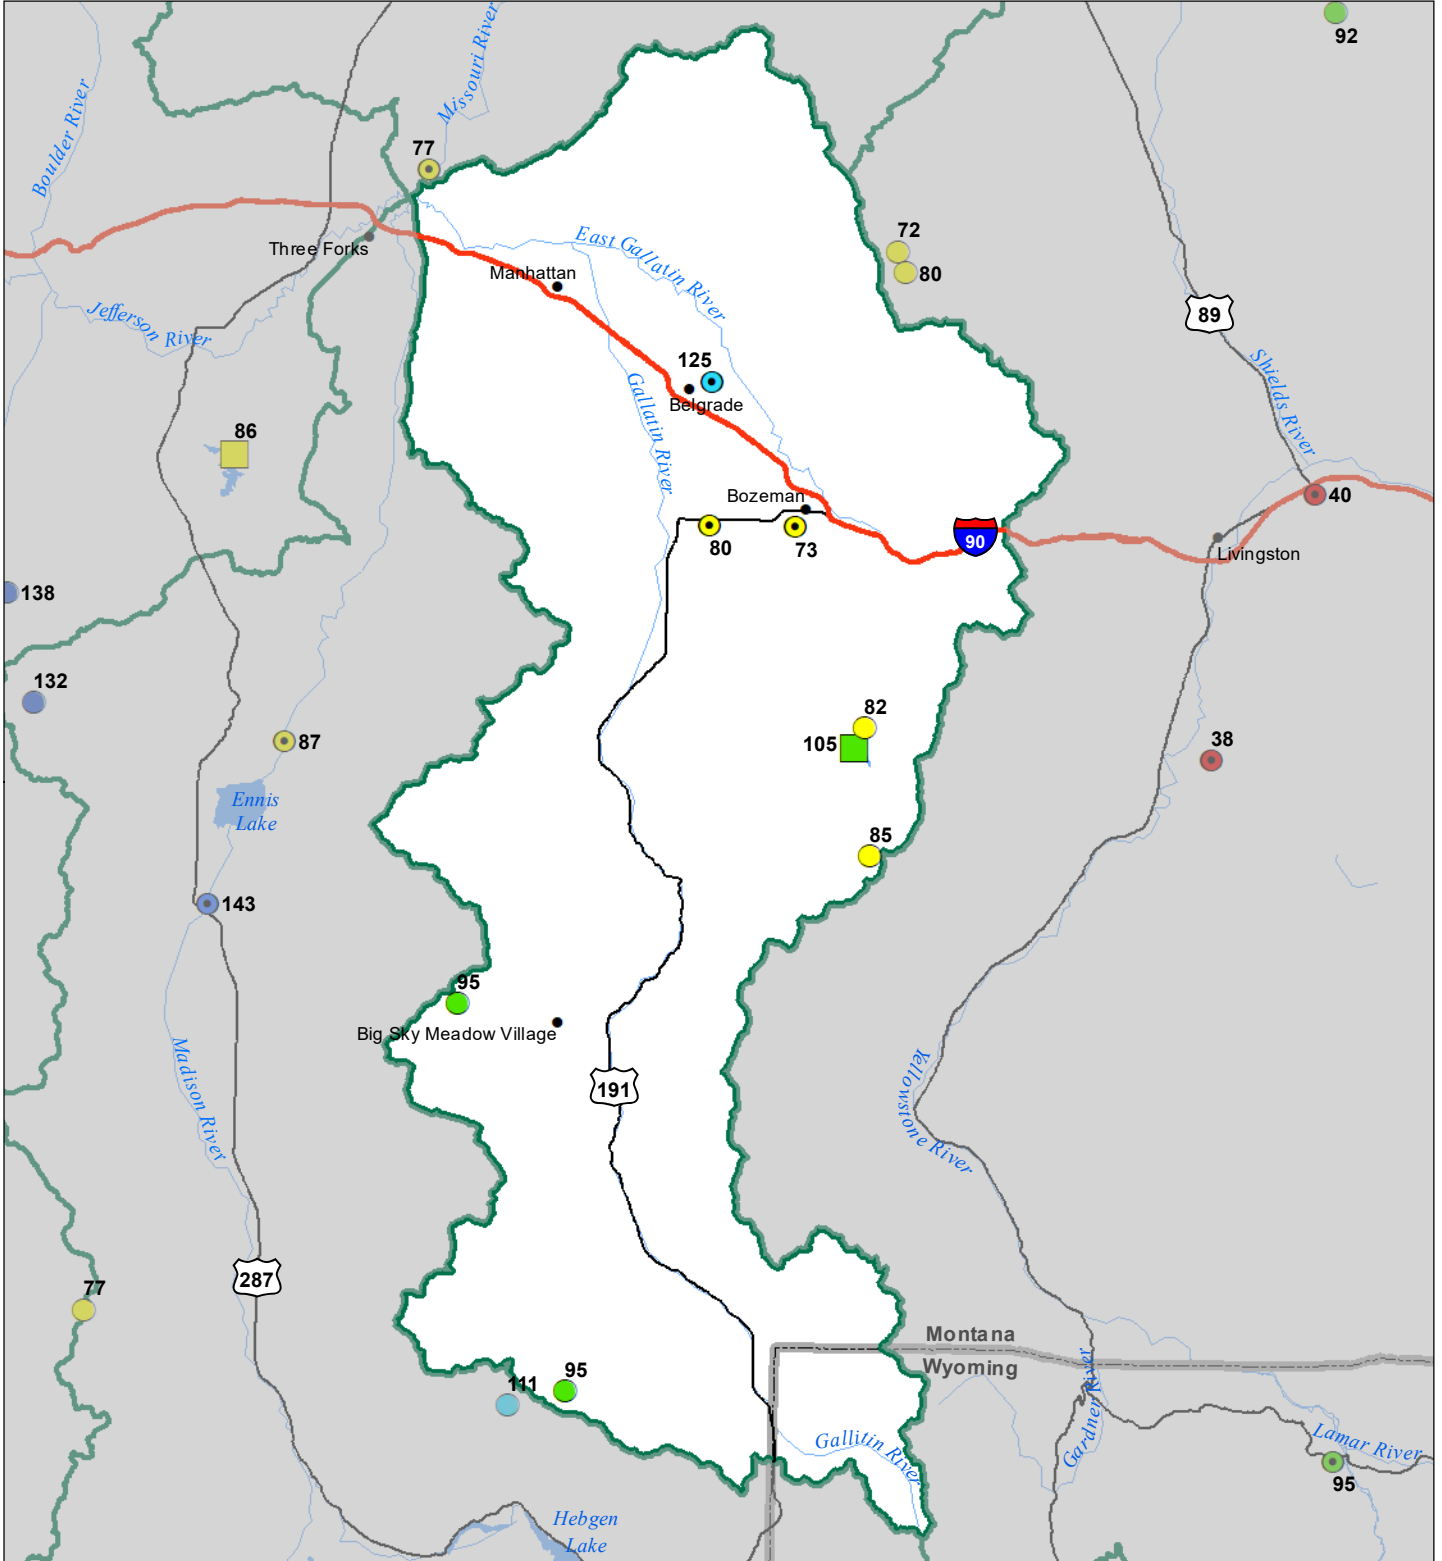 92
Missouri River
Boulder River
77
72
80
Three Forks
East Gallatin River
Manhattan
89
Jefferson River
Shields River
125
Belgrade
Gallatin River
86
Bozeman
40
80
73
90
Livingston
138
132
82
105
38
87
Ennis
Lake
85
143
95
Big Sky Meadow Village
Madison River
191
Yellowstone River
287
77
Montana
Wyoming
111
95
Gardner River
Gallitin River
Lamar River
95
Hebgen
Lake